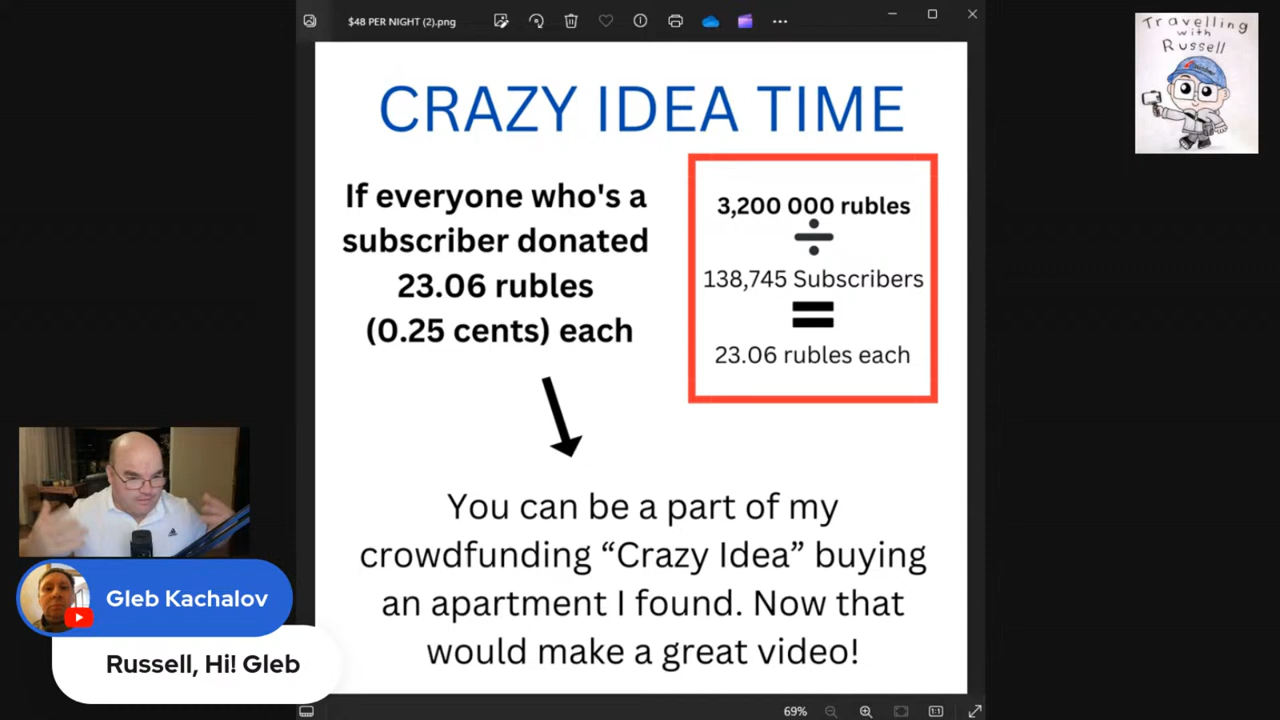 $48 PER NIGHT (2).png
Travelling
with
Russell
CRAZY IDEA TIME
If everyone who's a
subscriber donated
23.06 rubles
(0.25 cents) each
3,200 000 rubles
÷
138,745 Subscribers
=
23.06 rubles each
You can be a part of my
crowdfunding “Crazy Idea” buying
an apartment I found. Now that
would make a great video!
Gleb Kachalov
Russell, Hi! Gleb
69%
1:1